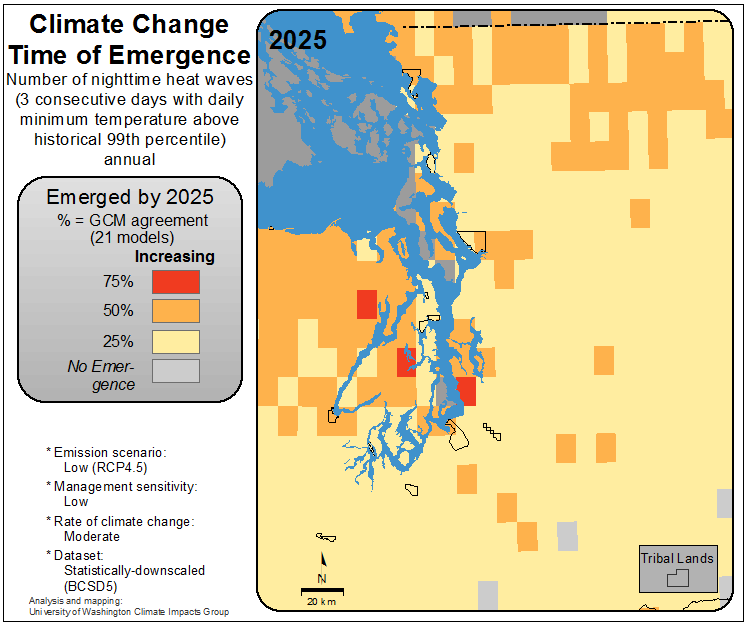 Climate Change
Time of Emergence
Number of nighttime heat waves
(3 consecutive days with daily
minimum temperature above
historical 99th percentile)
annual
Emerged by 2025
% = GCM agreement
(21 models)
Increasing
75%
50%
25%
No Emer-
gence
* Emission scenario:
Low (RCP4.5)
* Management sensitivity:
Low
* Rate of climate change:
Moderate
* Dataset:
Statistically-downscaled
(BCSD5)
Analysis and mapping:
University of Washington Climate Impacts Group
2025
N
20 km
Tribal Lands